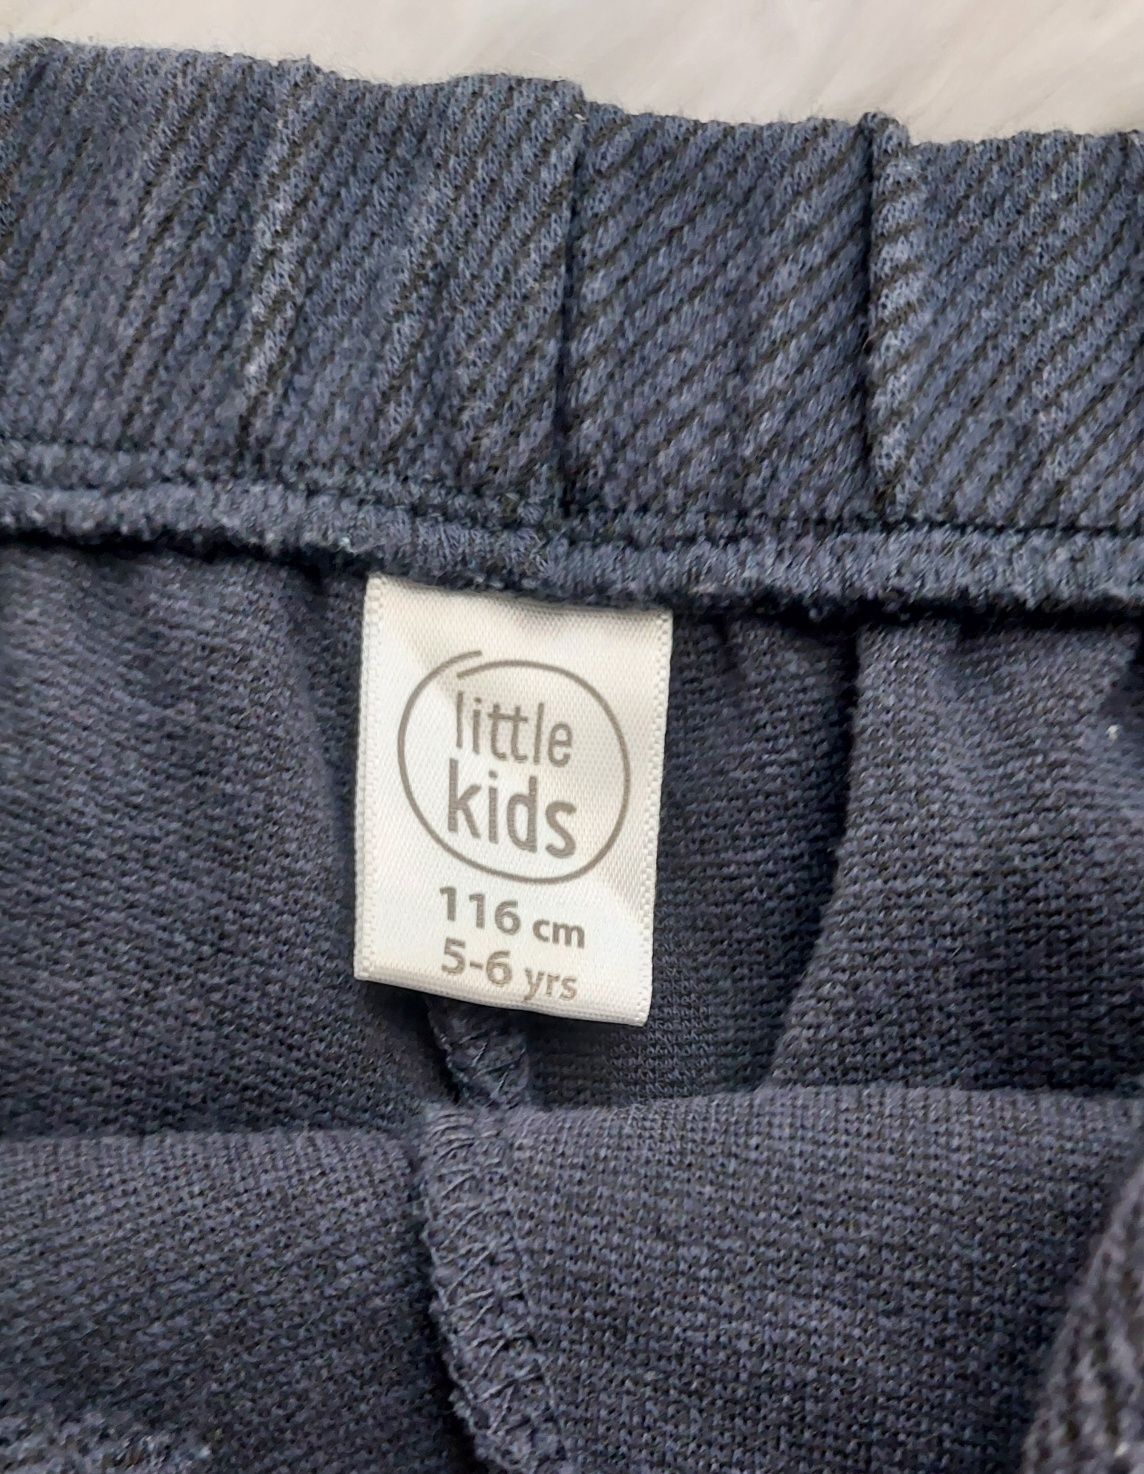 little
kids
116 cm
5-6 yrs